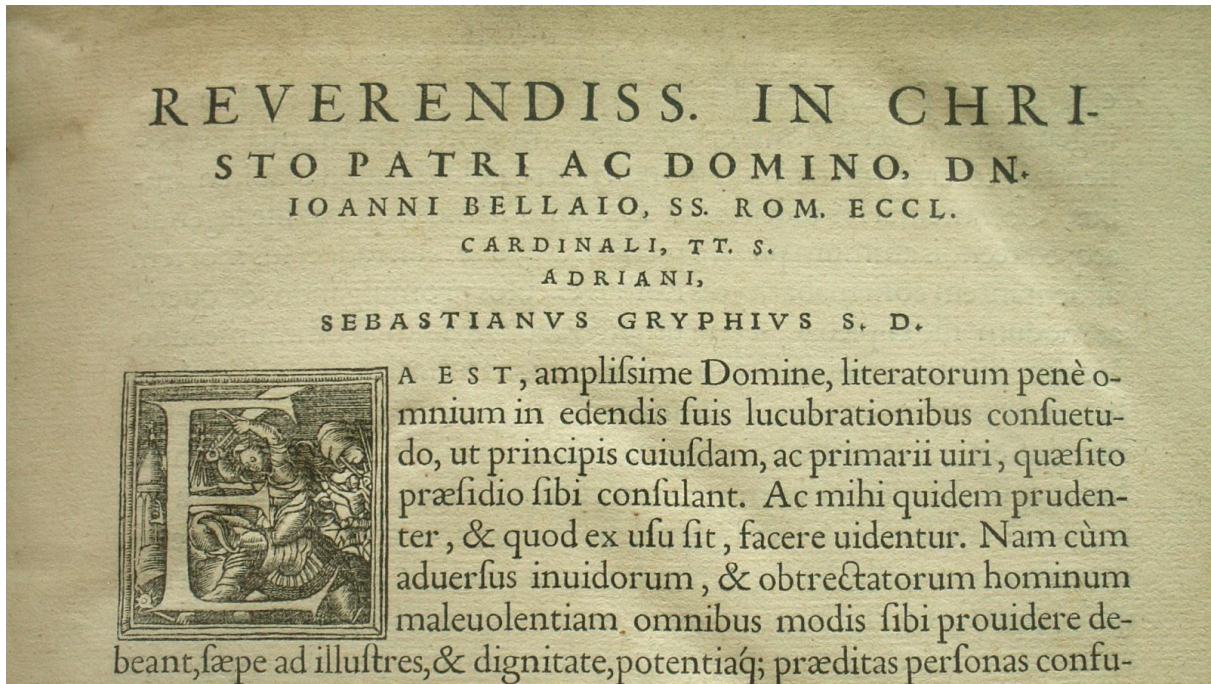 REVERENDISS. IN CHRI-
STO PATRI AC DOMINO, DN.
IOANNI BELLAIO, SS. ROM. ECCL.
CARDINALI, TT. S.
ADRIANI,
SEBASTIANVS GRYPHIVS S. D.
EA EST, ampliſsime Domine, literatorum penè o-
mnium in edendis ſuis lucubrationibus conſuetu-
do, ut principis cuiuſdam, ac primarii uiri, quæſito
præſidio ſibi conſulant. Ac mihi quidem pruden-
ter, & quod ex uſu ſit, facere uidentur. Nam cùm
aduerſus inuidorum, & obtrectatorum hominum
maleuolentiam omnibus modis ſibi prouidere de-
beant, ſæpe ad illuſtres, & dignitate, potentiaq́; præditas perſonas confu-